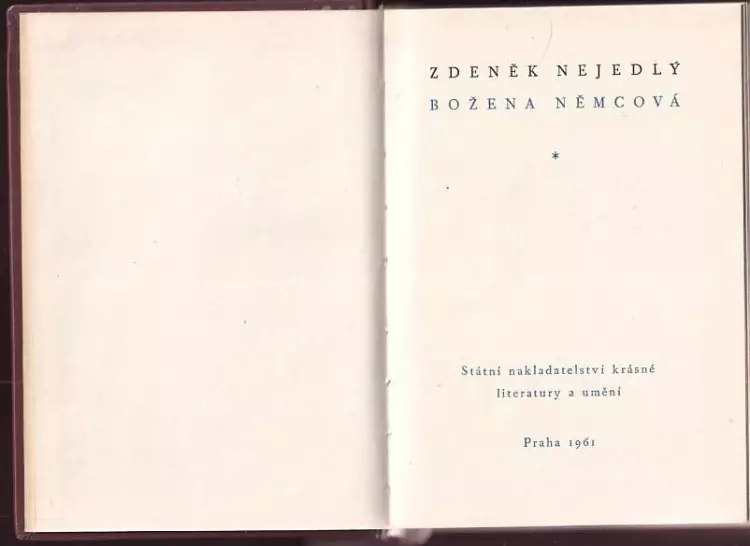 ZDENĚK NEJEDLÝ
BOŽENA NĚMCOVÁ
*
Státní nakladatelství krásné
literatury a umění
Praha 1961